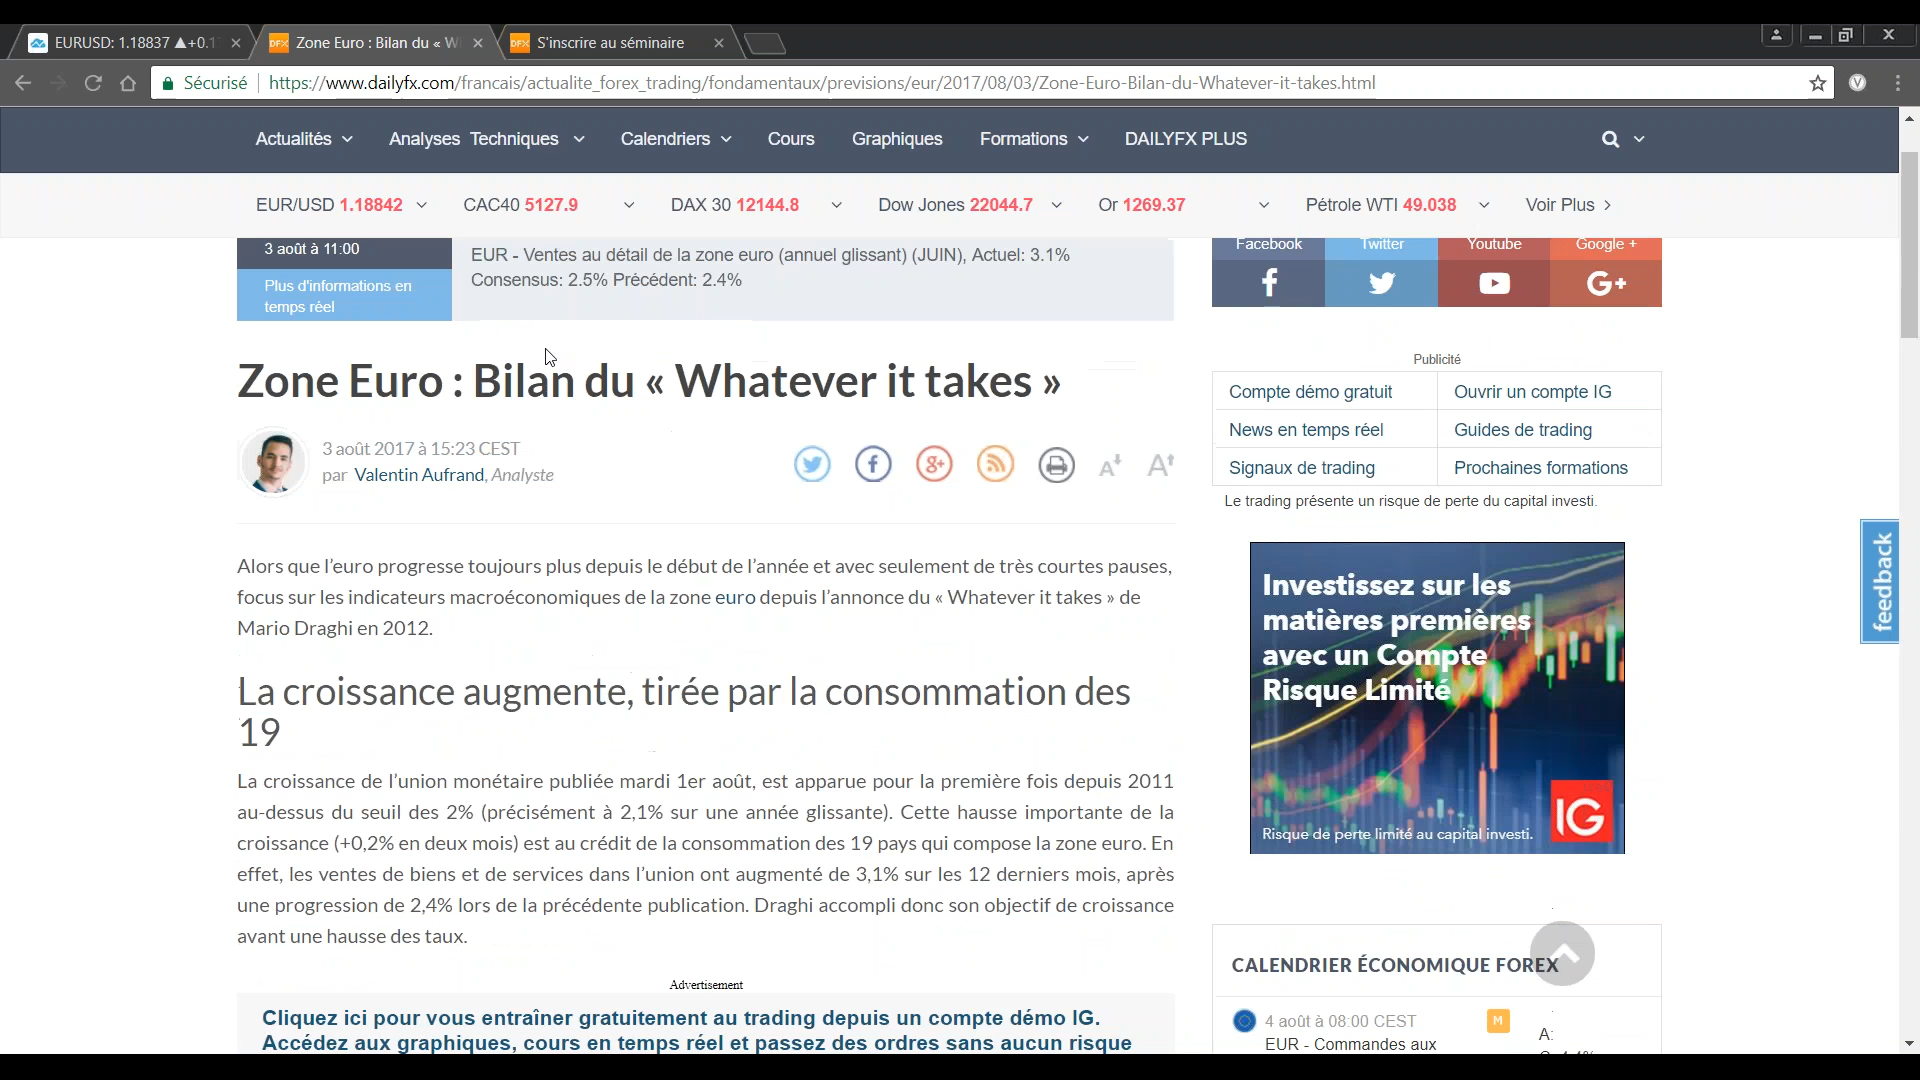 EURUSD: 1.18837 ▲+0.1
Zone Euro : Bilan du « W
S'inscrire au séminaire
Sécurisé
https://www.dailyfx.com/francais/actualite_forex_trading/fondamentaux/previsions/eur/2017/08/03/Zone-Euro-Bilan-du-Whatever-it-takes.html
Actualités Analyses Techniques Calendriers Cours Graphiques Formations DAILYFX PLUS
EUR/USD 1.18842 CAC40 5127.9 DAX 30 12144.8 Dow Jones 22044.7 Or 1269.37 Pétrole WTI 49.038 Voir Plus
3 août à 11:00
Plus d'informations en
temps réel
EUR - Ventes au détail de la zone euro (annuel glissant) (JUIN), Actuel: 3.1%
Consensus: 2.5% Précédent: 2.4%
Facebook Twitter Youtube Google +
G+
Zone Euro : Bilan du « Whatever it takes »
3 août 2017 à 15:23 CEST
par Valentin Aufrand, Analyste
Alors que l'euro progresse toujours plus depuis le début de l'année et avec seulement de très courtes pauses,
focus sur les indicateurs macroéconomiques de la zone euro depuis l'annonce du « Whatever it takes » de
Mario Draghi en 2012.
La croissance augmente, tirée par la consommation des
19
La croissance de l'union monétaire publiée mardi 1er août, est apparue pour la première fois depuis 2011
au-dessus du seuil des 2% (précisément à 2,1% sur une année glissante). Cette hausse importante de la
croissance (+0,2% en deux mois) est au crédit de la consommation des 19 pays qui compose la zone euro. En
effet, les ventes de biens et de services dans l'union ont augmenté de 3,1% sur les 12 derniers mois, après
une progression de 2,4% lors de la précédente publication. Draghi accompli donc son objectif de croissance
avant une hausse des taux.
Advertisement
Cliquez ici pour vous entraîner gratuitement au trading depuis un compte démo IG.
Accédez aux graphiques, cours en temps réel et passez des ordres sans aucun risque
Publicité
Compte démo gratuit Ouvrir un compte IG
News en temps réel Guides de trading
Signaux de trading Prochaines formations
Le trading présente un risque de perte du capital investi.
Investissez sur les
matières premières
avec un Compte
Risque Limité
IG
Risque de perte limité au capital investi.
feedback
CALENDRIER ÉCONOMIQUE FOREX
4 août à 08:00 CEST M
A:
EUR - Commandes aux